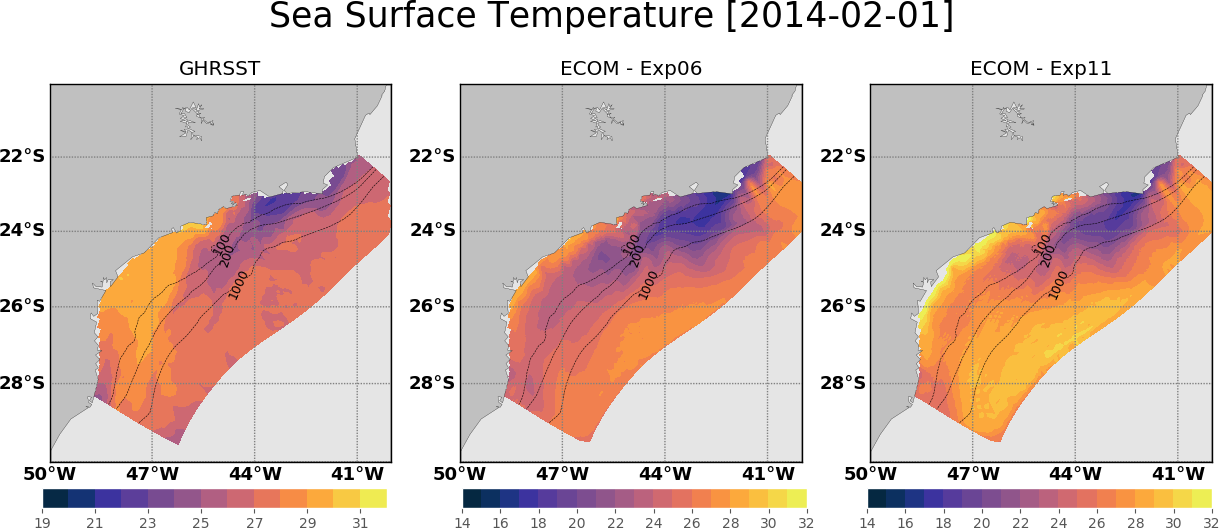 Sea Surface Temperature [2014-02-01]
GHRSST
ECOM - Exp06
ECOM - Exp11
22°S
24°S
26°S
28°S
100
200
1000
50°W
47°W
44°W
41°W
19 21 23 25 27 29 31
22°S
24°S
26°S
28°S
100
200
1000
50°W
47°W
44°W
41°W
14 16 18 20 22 24 26 28 30 32
22°S
24°S
26°S
28°S
100
200
1000
50°W
47°W
44°W
41°W
14 16 18 20 22 24 26 28 30